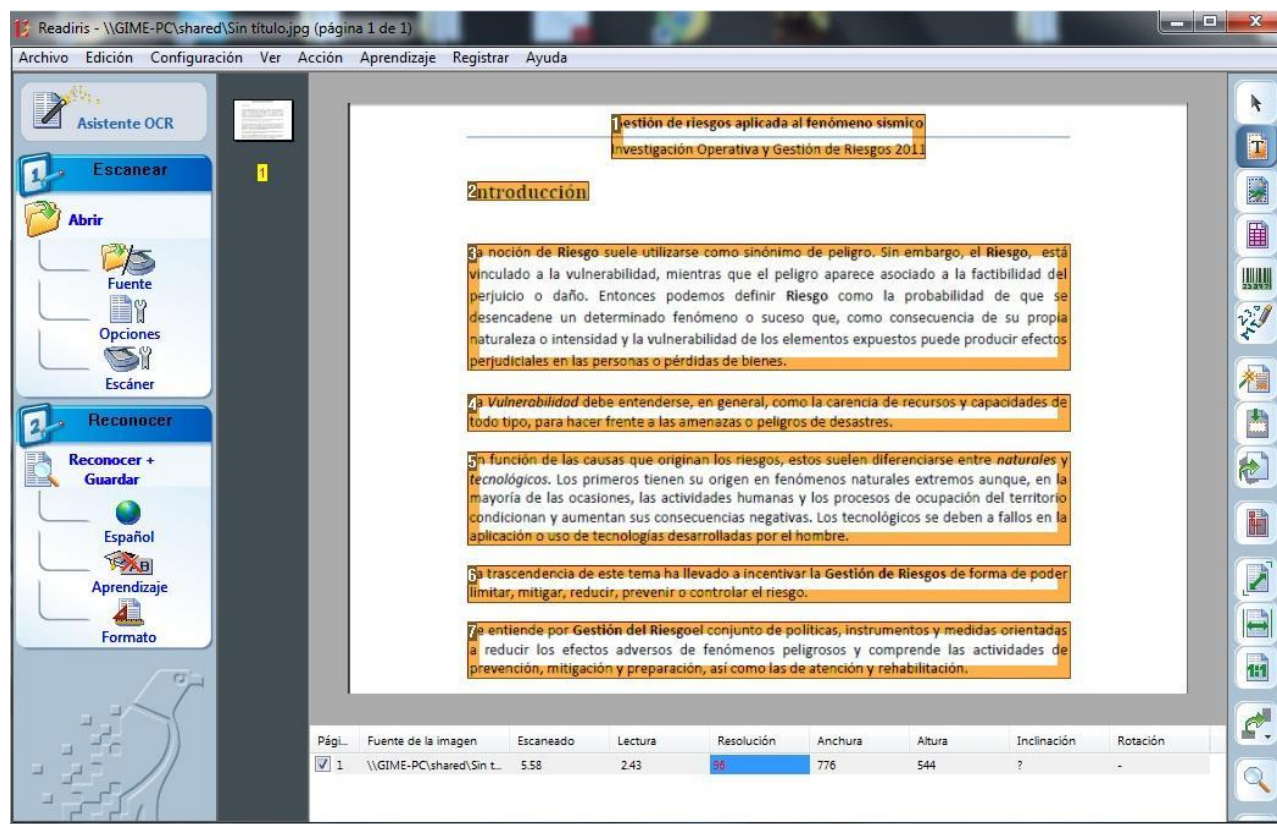 Readiris - \\GIME-PC\shared\Sin título.jpg (página 1 de 1)
Archivo Edición Configuración Ver Acción Aprendizaje Registrar Ayuda
Asistente OCR
1 Escanear
Abrir
Fuente
Opciones
Escáner
2 Reconocer
Reconocer +
Guardar
Español
Aprendizaje
Formato
1
1 estión de riesgos aplicada al fenómeno sísmico
Investigación Operativa y Gestión de Riesgos 2011
2 ntroducción
3 a noción de Riesgo suele utilizarse como sinónimo de peligro. Sin embargo, el Riesgo, está
vinculado a la vulnerabilidad, mientras que el peligro aparece asociado a la factibilidad del
perjuicio o daño. Entonces podemos definir Riesgo como la probabilidad de que se
desencadene un determinado fenómeno o suceso que, como consecuencia de su propia
naturaleza o intensidad y la vulnerabilidad de los elementos expuestos puede producir efectos
perjudiciales en las personas o pérdidas de bienes.
4 a Vulnerabilidad debe entenderse, en general, como la carencia de recursos y capacidades de
todo tipo, para hacer frente a las amenazas o peligros de desastres.
5 n función de las causas que originan los riesgos, estos suelen diferenciarse entre naturales y
tecnológicos. Los primeros tienen su origen en fenómenos naturales extremos aunque, en la
mayoría de las ocasiones, las actividades humanas y los procesos de ocupación del territorio
condicionan y aumentan sus consecuencias negativas. Los tecnológicos se deben a fallos en la
aplicación o uso de tecnologías desarrolladas por el hombre.
6 a trascendencia de este tema ha llevado a incentivar la Gestión de Riesgos de forma de poder
limitar, mitigar, reducir, prevenir o controlar el riesgo.
7 e entiende por Gestión del Riesgoel conjunto de políticas, instrumentos y medidas orientadas
a reducir los efectos adversos de fenómenos peligrosos y comprende las actividades de
prevención, mitigación y preparación, así como las de atención y rehabilitación.
Pági... Fuente de la imagen Escaneado Lectura Resolución Anchura Altura Inclinación Rotación
1 \\GIME-PC\shared\Sin t... 5.58 2.43 96 776 544 ? -
AB
T
1:1